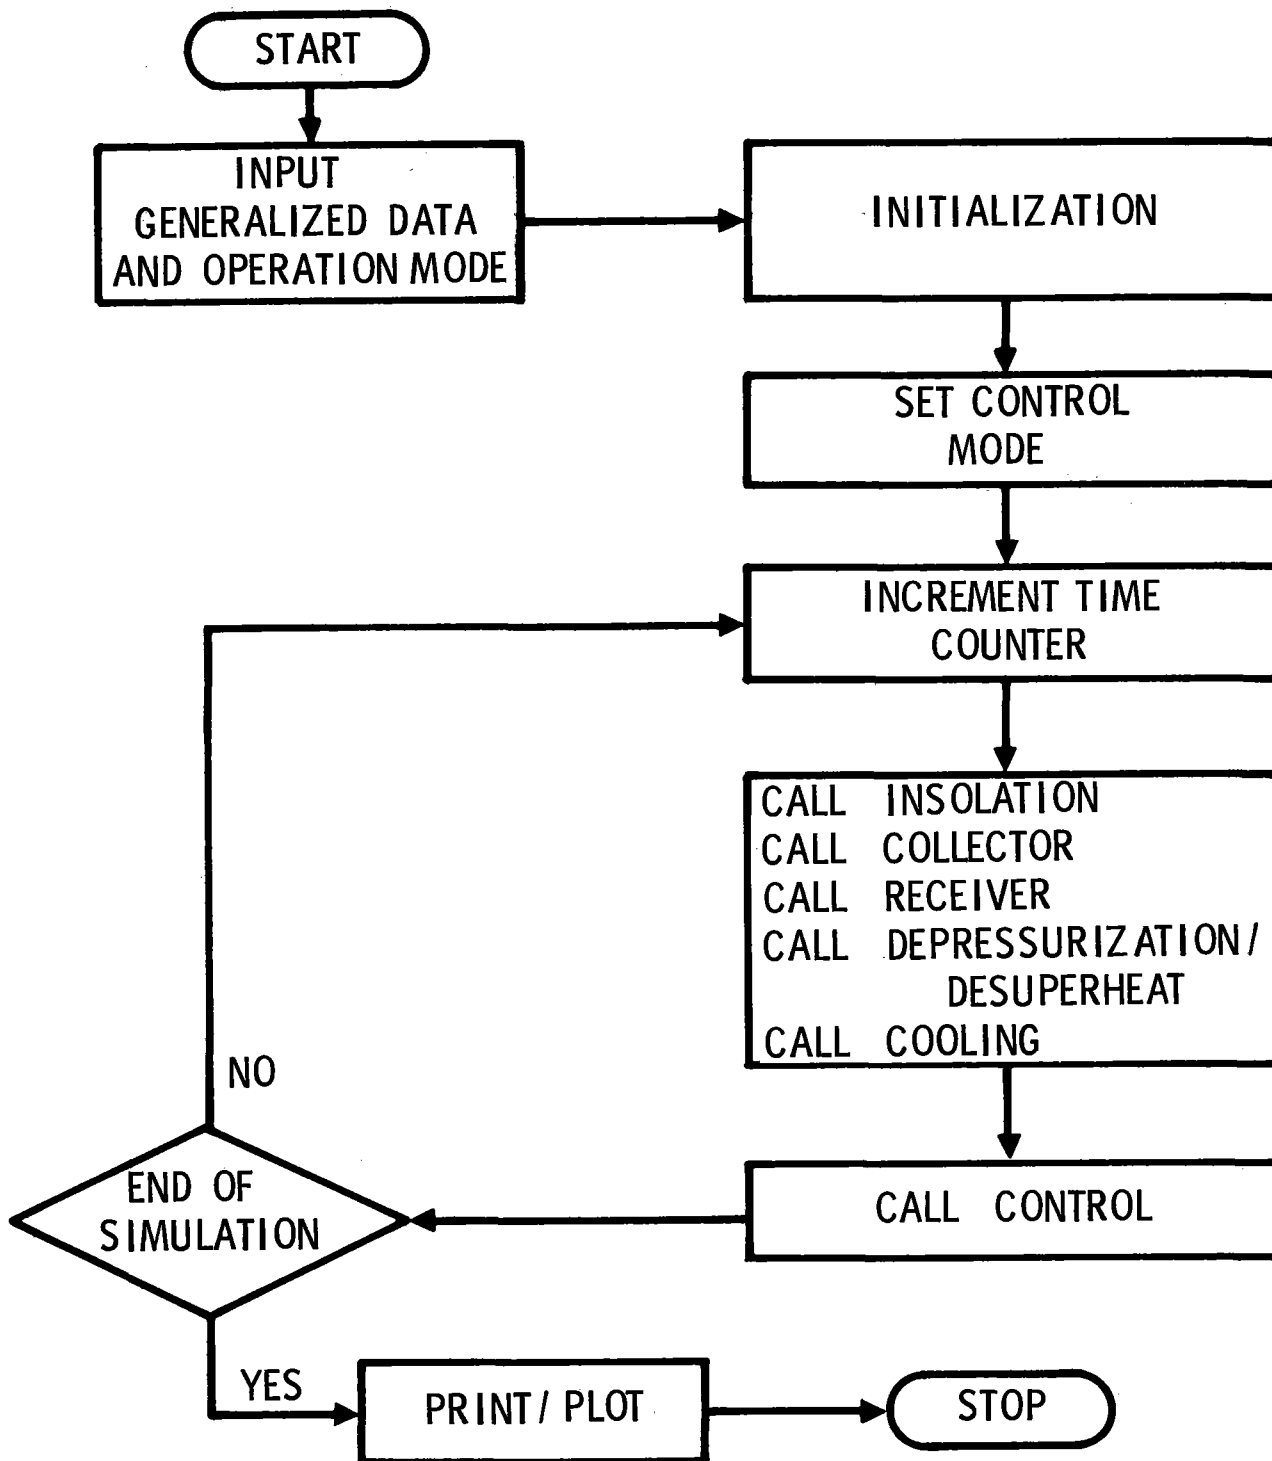 START
INPUT
GENERALIZED DATA
AND OPERATION MODE
INITIALIZATION
SET CONTROL
MODE
INCREMENT TIME
COUNTER
CALL INSOLATION
CALL COLLECTOR
CALL RECEIVER
CALL DEPRESSURIZATION/
DESUPERHEAT
CALL COOLING
CALL CONTROL
END OF
SIMULATION
NO
YES
PRINT/ PLOT
STOP